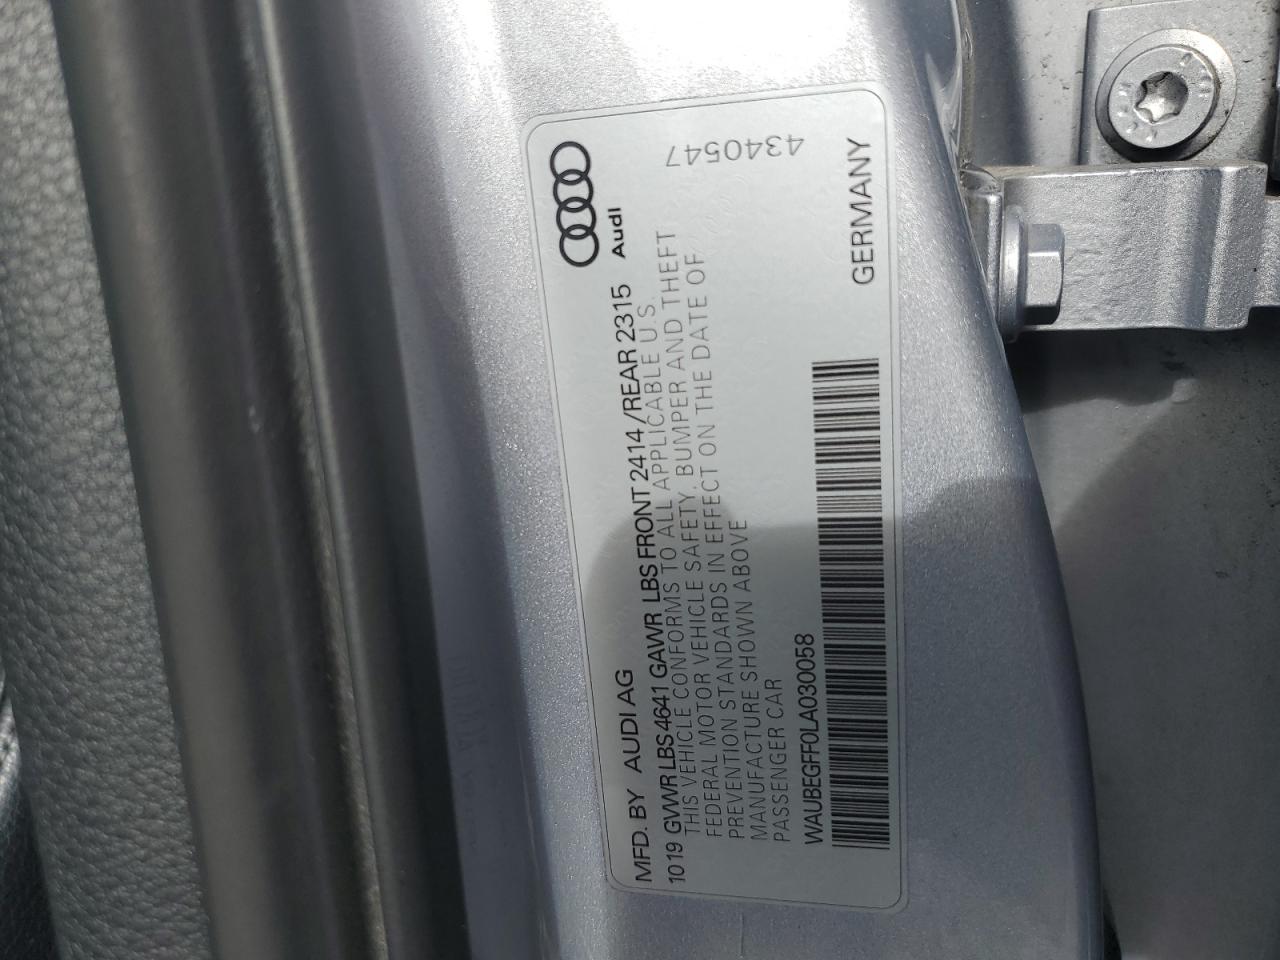 MFD. BY AUDI AG
Audi
1019 GVWR LBS 4641 GAWR LBS FRONT 2414 /REAR 2315
THIS VEHICLE CONFORMS TO ALL APPLICABLE U.S.
FEDERAL MOTOR VEHICLE SAFETY, BUMPER AND THEFT
PREVENTION STANDARDS IN EFFECT ON THE DATE OF
MANUFACTURE SHOWN ABOVE
PASSENGER CAR
WAUBEGFF0LA030058
GERMANY
4340547